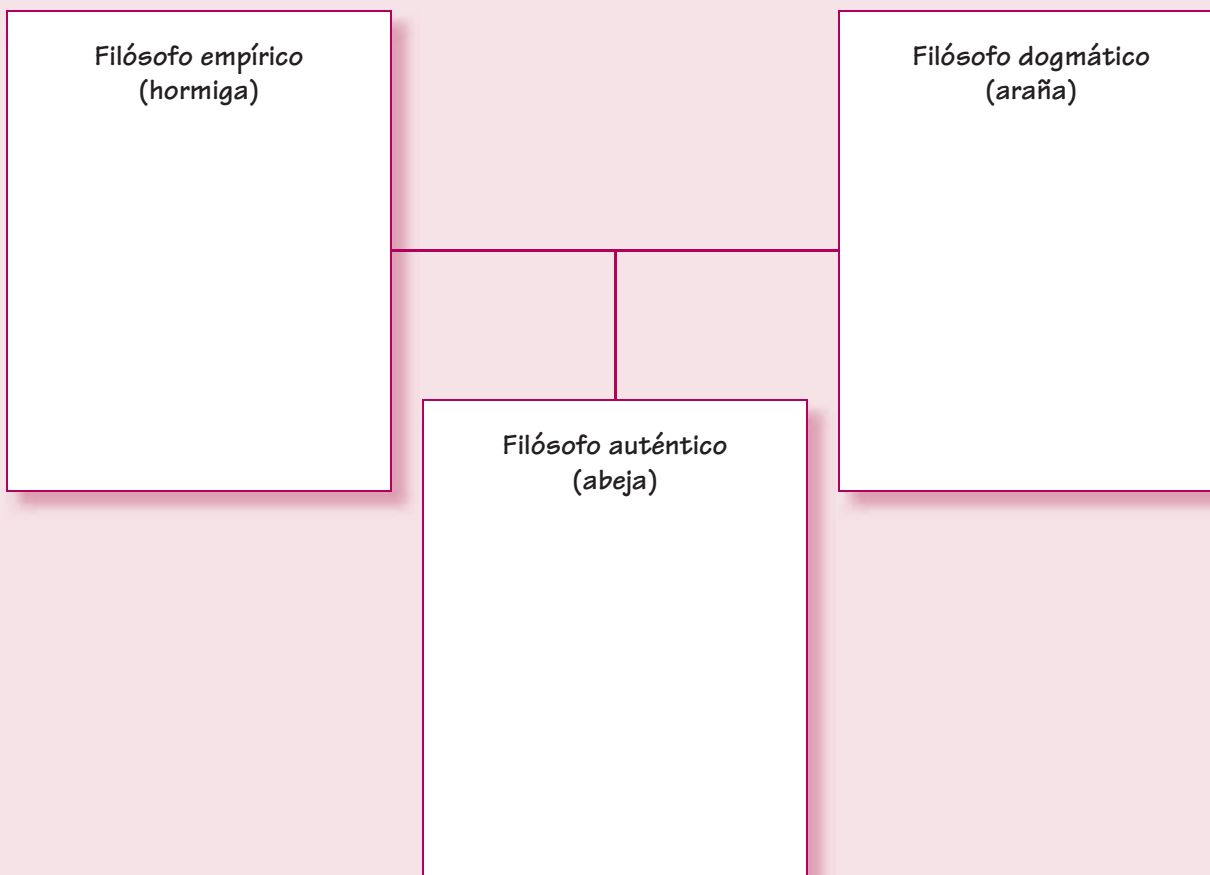 Filósofo empírico
(hormiga)
Filósofo dogmático
(araña)
Filósofo auténtico
(abeja)